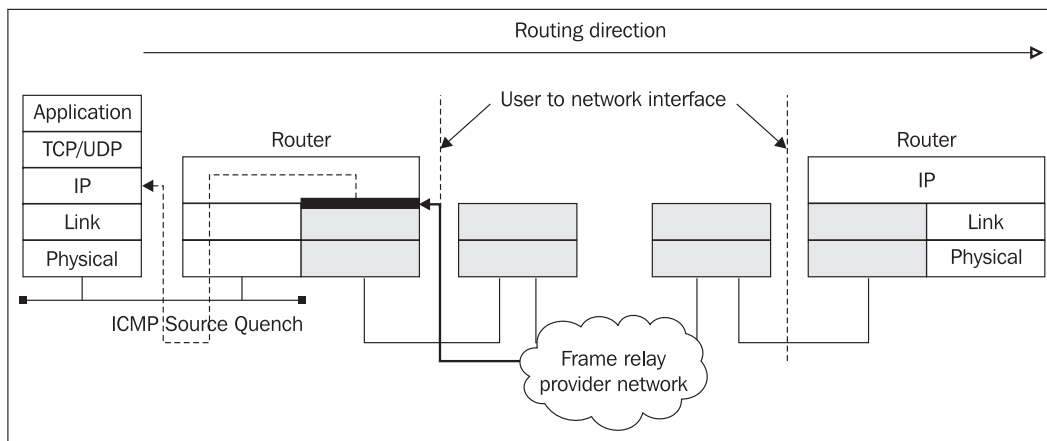 Routing direction
User to network interface
Application
TCP/UDP
IP
Link
Physical
Router
Router
IP
Link
Physical
ICMP Source Quench
Frame relay
provider network